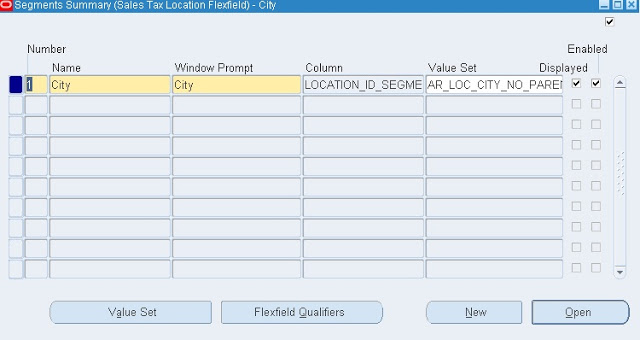 Segments Summary (Sales Tax Location Flexfield) - City
Number
Enabled
Name Window Prompt Column Value Set Displayed
1 City City LOCATION_ID_SEGME AR_LOC_CITY_NO_PAREN
Value Set Flexfield Qualifiers New Open